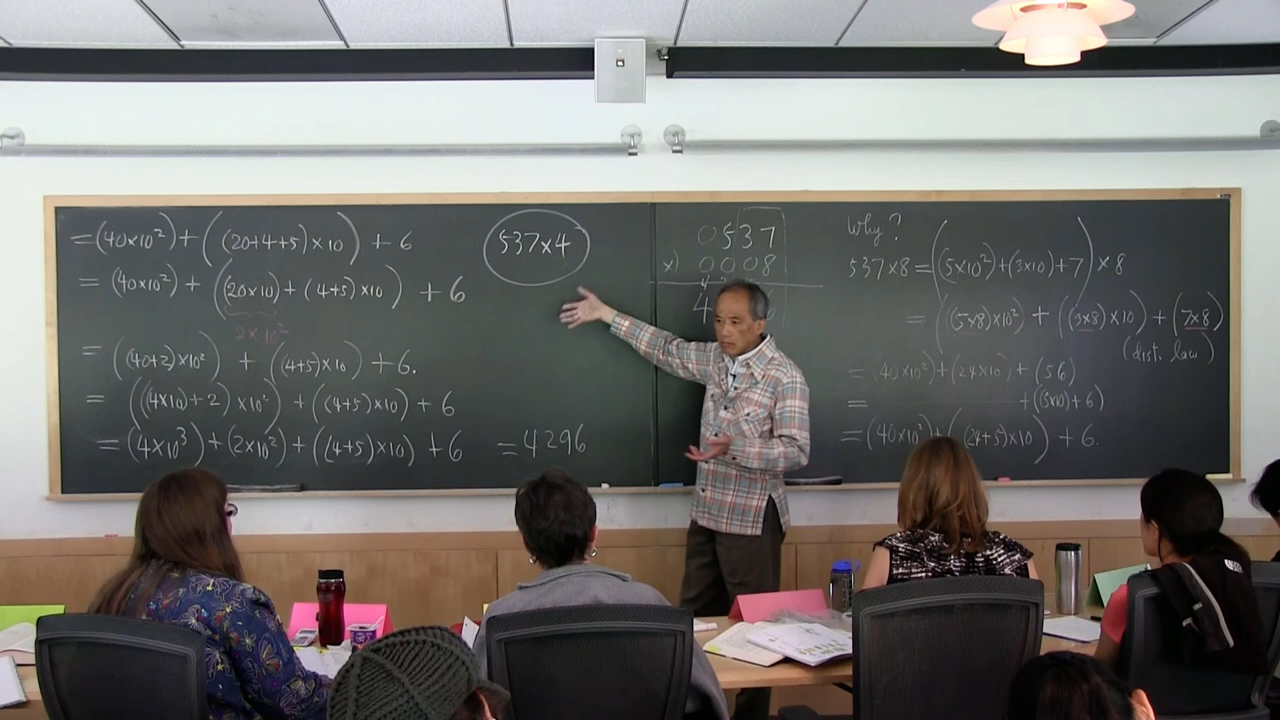 =(40×10²)+((20+4+5)×10) + 6
= (40×10²) + ((20×10)+(4+5)×10) + 6
2×10²
= ((40+2)×10²) + ((4+5)×10) + 6.
= ((4×10)+2)×10²) + ((4+5)×10) + 6
= (4×10³)+(2×10²)+((4+5)×10) + 6 = 4296
537×4
0537
×) 0008
4
Why?
537×8=((5×10²)+(3×10)+7)×8
= ((5×8)×10²) + ((3×8)×10) + (7×8)
(dist. law)
= (40×10²)+(24×10) + (56)
= +((5×10)+6)
= (40×10²)+((24+5)×10) + 6.